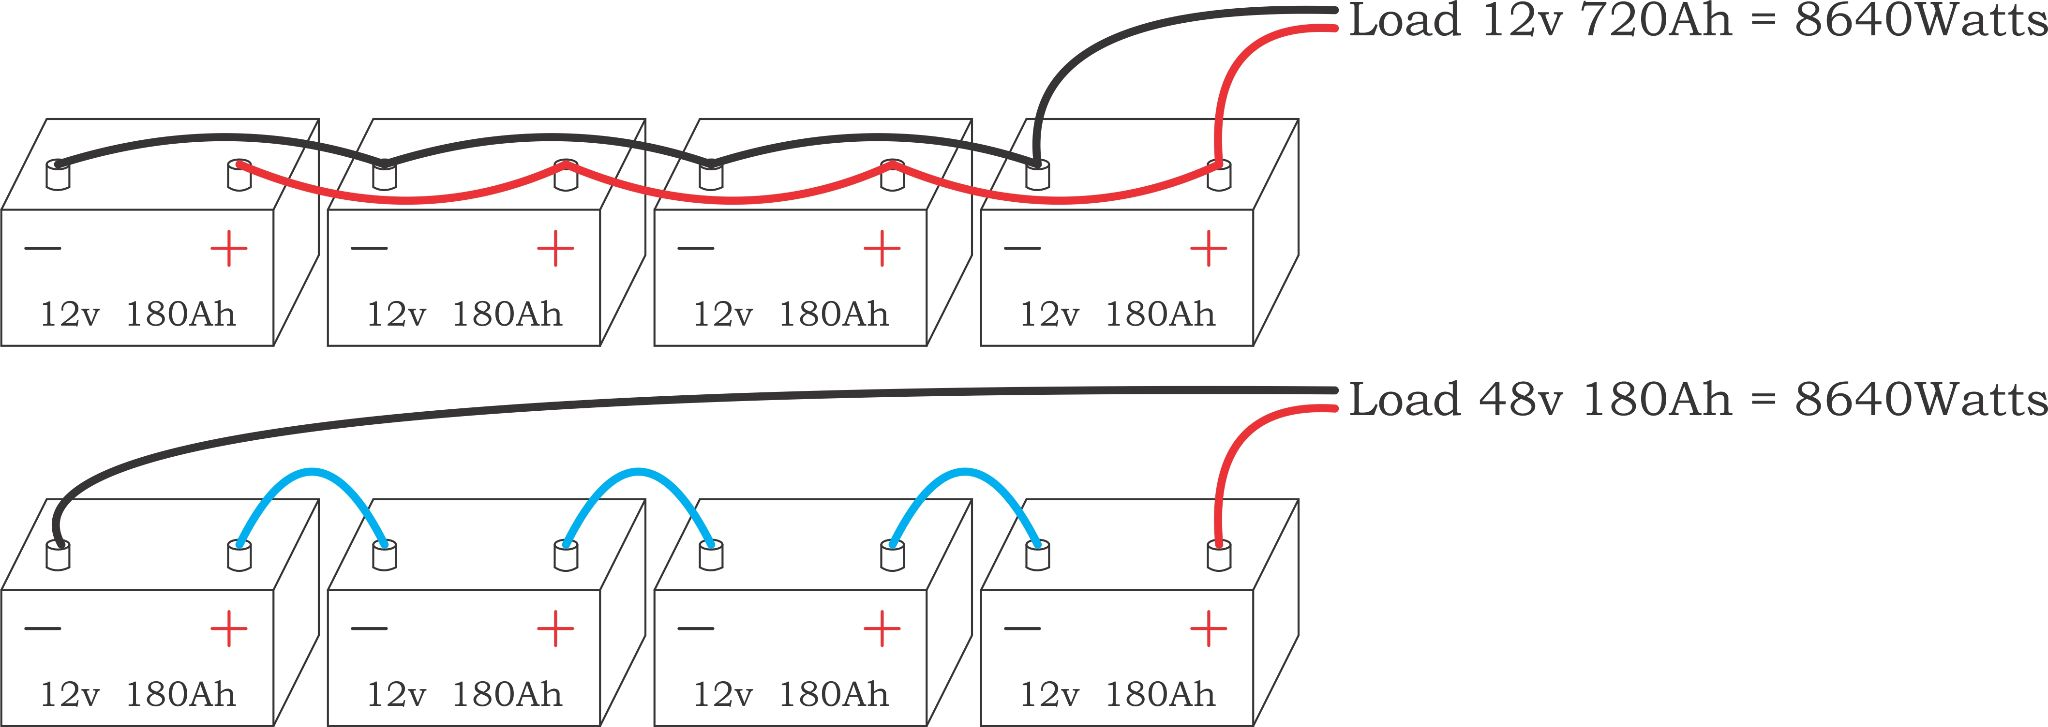 Load 12v 720Ah = 8640Watts
− +
12v 180Ah
− +
12v 180Ah
− +
12v 180Ah
− +
12v 180Ah
Load 48v 180Ah = 8640Watts
− +
12v 180Ah
− +
12v 180Ah
− +
12v 180Ah
− +
12v 180Ah